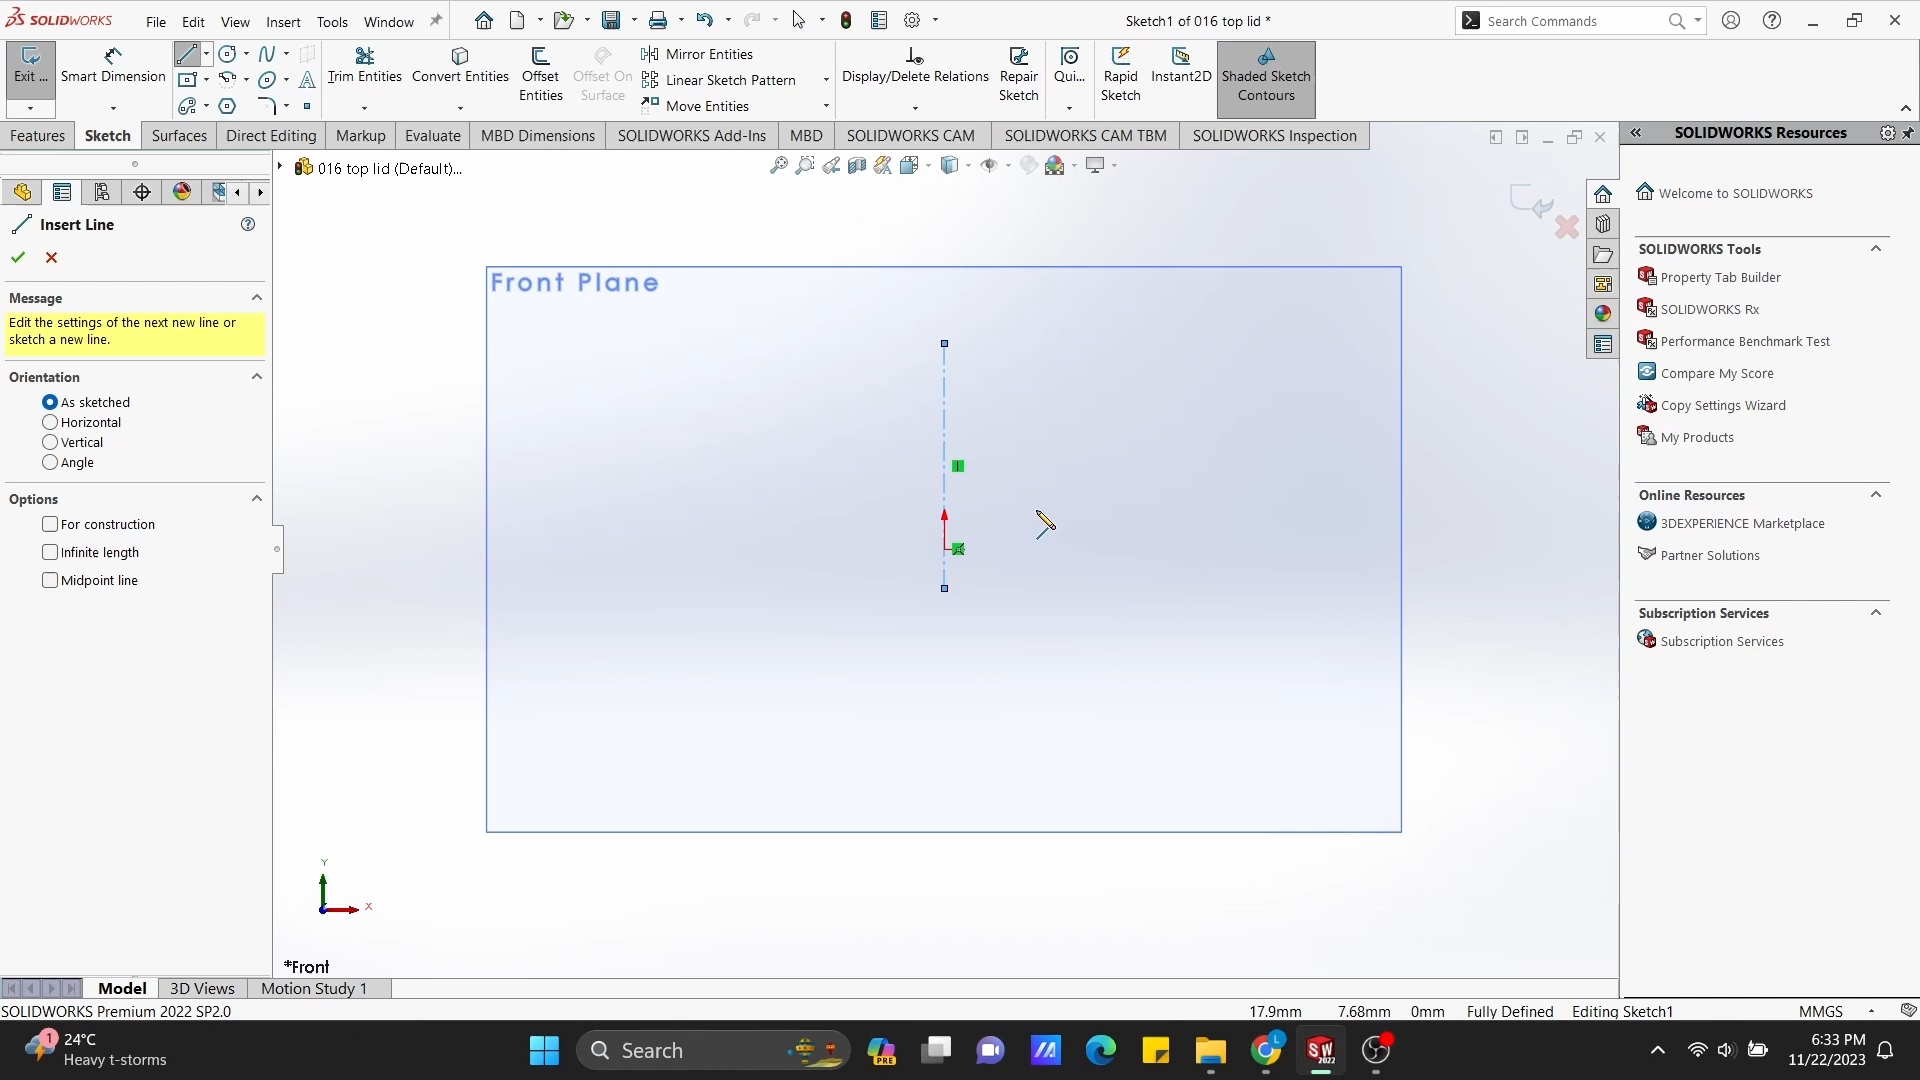 SOLIDWORKS File Edit View Insert Tools Window Sketch1 of 016 top lid * Search Commands
Exit ... Smart Dimension Trim Entities Convert Entities Offset Entities Offset On Surface Mirror Entities Display/Delete Relations Repair Sketch Qui... Rapid Sketch Instant2D Shaded Sketch Contours
Linear Sketch Pattern
Move Entities
Features Sketch Surfaces Direct Editing Markup Evaluate MBD Dimensions SOLIDWORKS Add-Ins MBD SOLIDWORKS CAM SOLIDWORKS CAM TBM SOLIDWORKS Inspection
SOLIDWORKS Resources
016 top lid (Default)...
Insert Line
Message
Edit the settings of the next new line or
sketch a new line.
Orientation
As sketched
Horizontal
Vertical
Angle
Options
For construction
Infinite length
Midpoint line
Front Plane
Y
X
*Front
Welcome to SOLIDWORKS
SOLIDWORKS Tools
Property Tab Builder
SOLIDWORKS Rx
Performance Benchmark Test
Compare My Score
Copy Settings Wizard
My Products
Online Resources
3DEXPERIENCE Marketplace
Partner Solutions
Subscription Services
Subscription Services
Model 3D Views Motion Study 1
SOLIDWORKS Premium 2022 SP2.0 17.9mm 7.68mm 0mm Fully Defined Editing Sketch1 MMGS
1 24°C
Heavy t-storms
Search
PRE
L
SW
2022
6:33 PM
11/22/2023